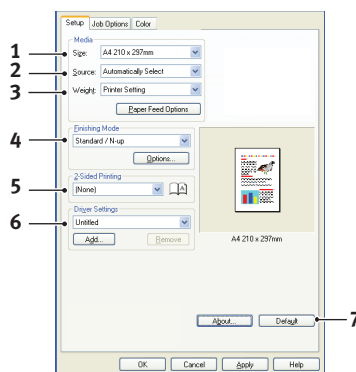 Setup Job Options Color
Media
1 Size: A4 210 x 297mm
2 Source: Automatically Select
3 Weight: Printer Setting
Paper Feed Options
Finishing Mode
4 Standard / N-up
Options...
2-Sided Printing
5 (None) A
Driver Settings
6 Untitled
Add... Remove
A4 210 x 297mm
About... Default 7
OK Cancel Apply Help